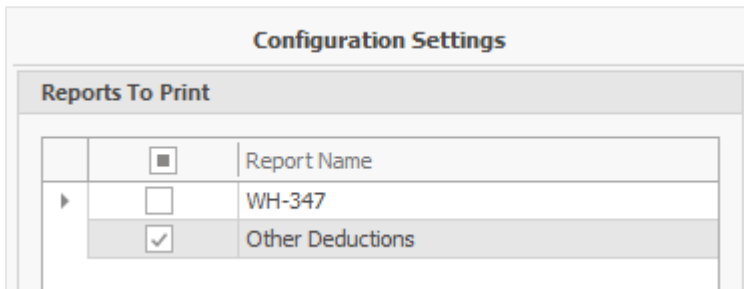 Configuration Settings
Reports To Print
Report Name
WH-347
Other Deductions